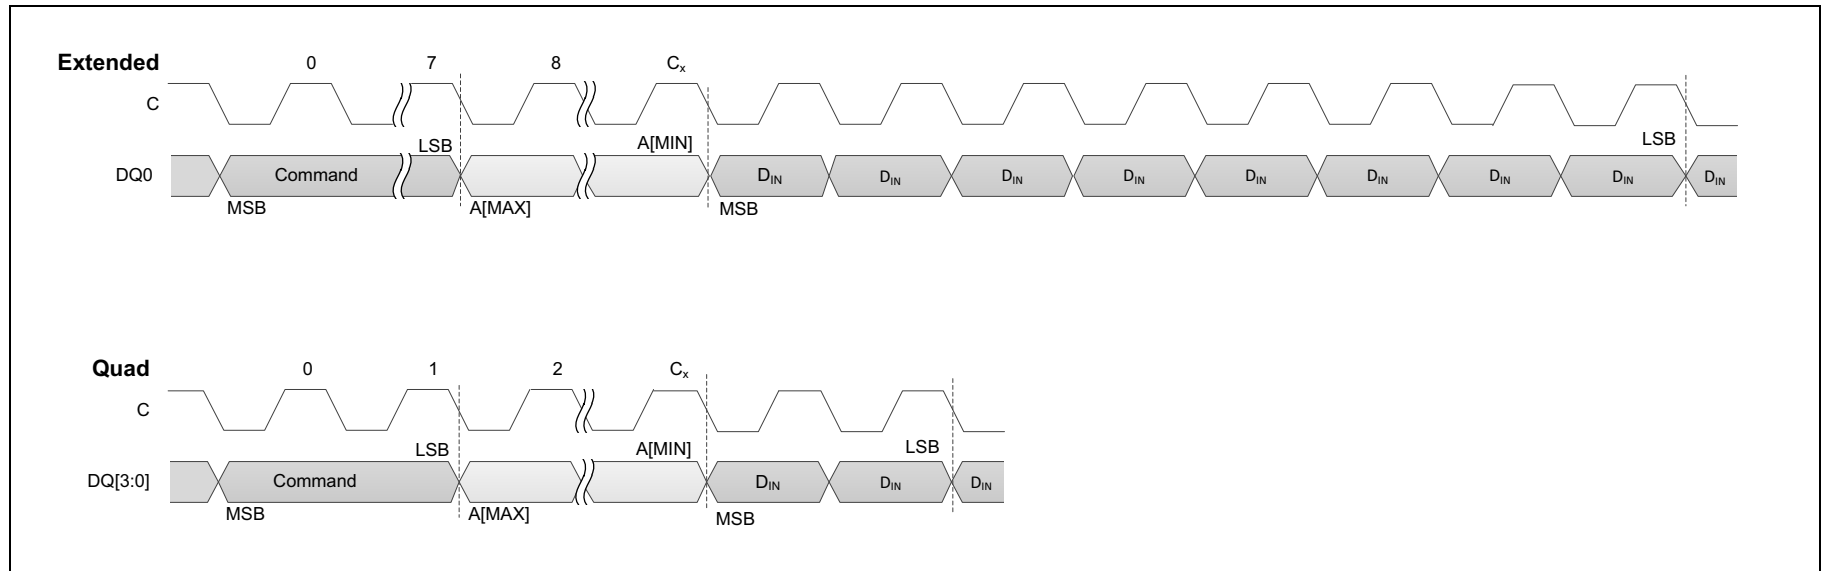 Extended 0 7 8 Cx
C
LSB A[MIN] LSB
DQ0 Command DIN DIN DIN DIN DIN DIN DIN DIN DIN
MSB A[MAX] MSB
Quad 0 1 2 Cx
C
LSB A[MIN] LSB
DQ[3:0] Command DIN DIN DIN
MSB A[MAX] MSB